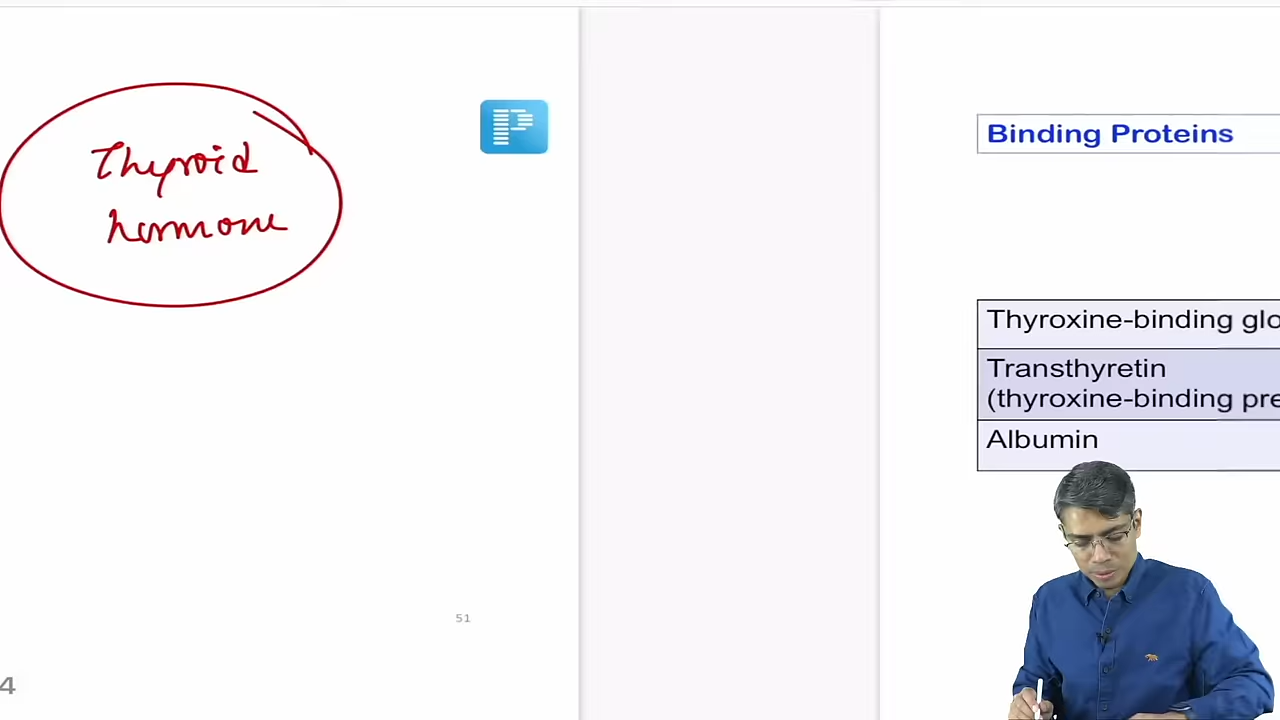 Thyroid
hormone
P
51
4
Binding Proteins
Thyroxine-binding glo
Transthyretin
(thyroxine-binding pre
Albumin